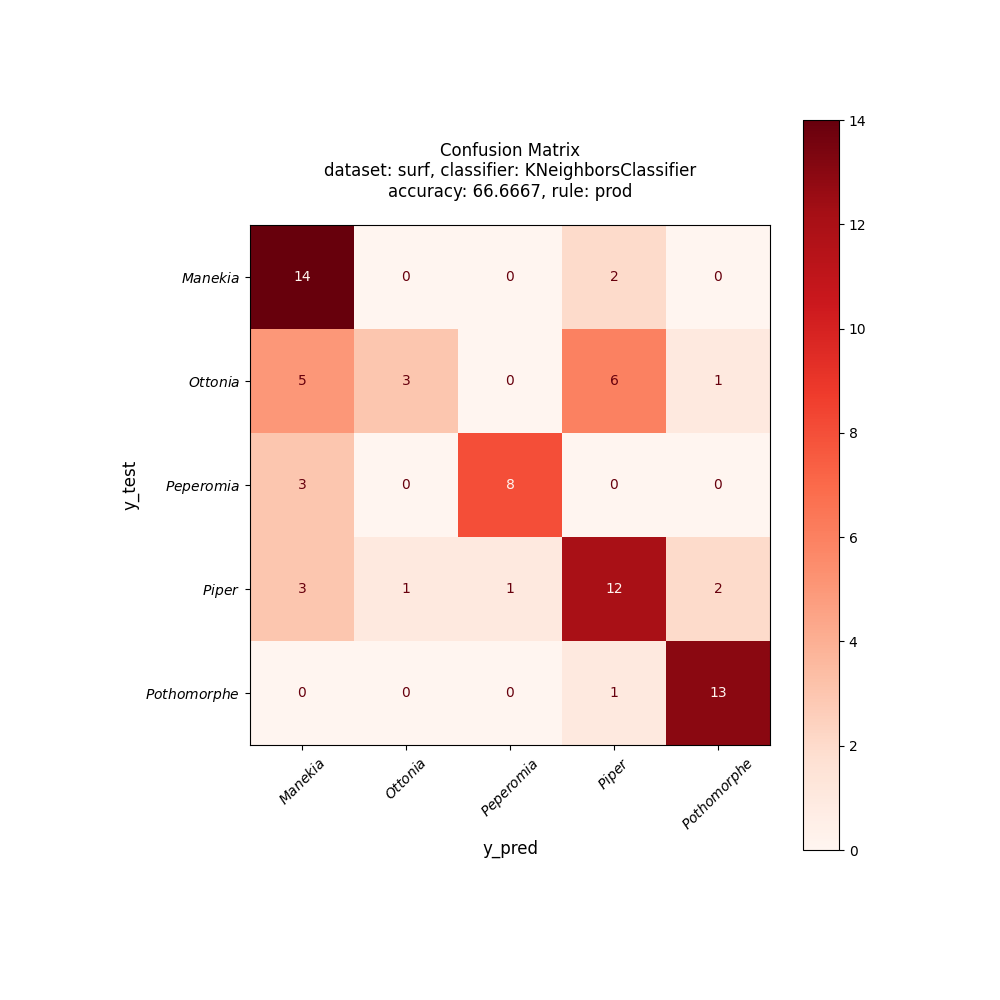 Confusion Matrix
dataset: surf, classifier: KNeighborsClassifier
accuracy: 66.6667, rule: prod
y_test
Manekia 14 0 0 2 0
Ottonia 5 3 0 6 1
Peperomia 3 0 8 0 0
Piper 3 1 1 12 2
Pothomorphe 0 0 0 1 13
Manekia Ottonia Peperomia Piper Pothomorphe
y_pred
14
12
10
8
6
4
2
0